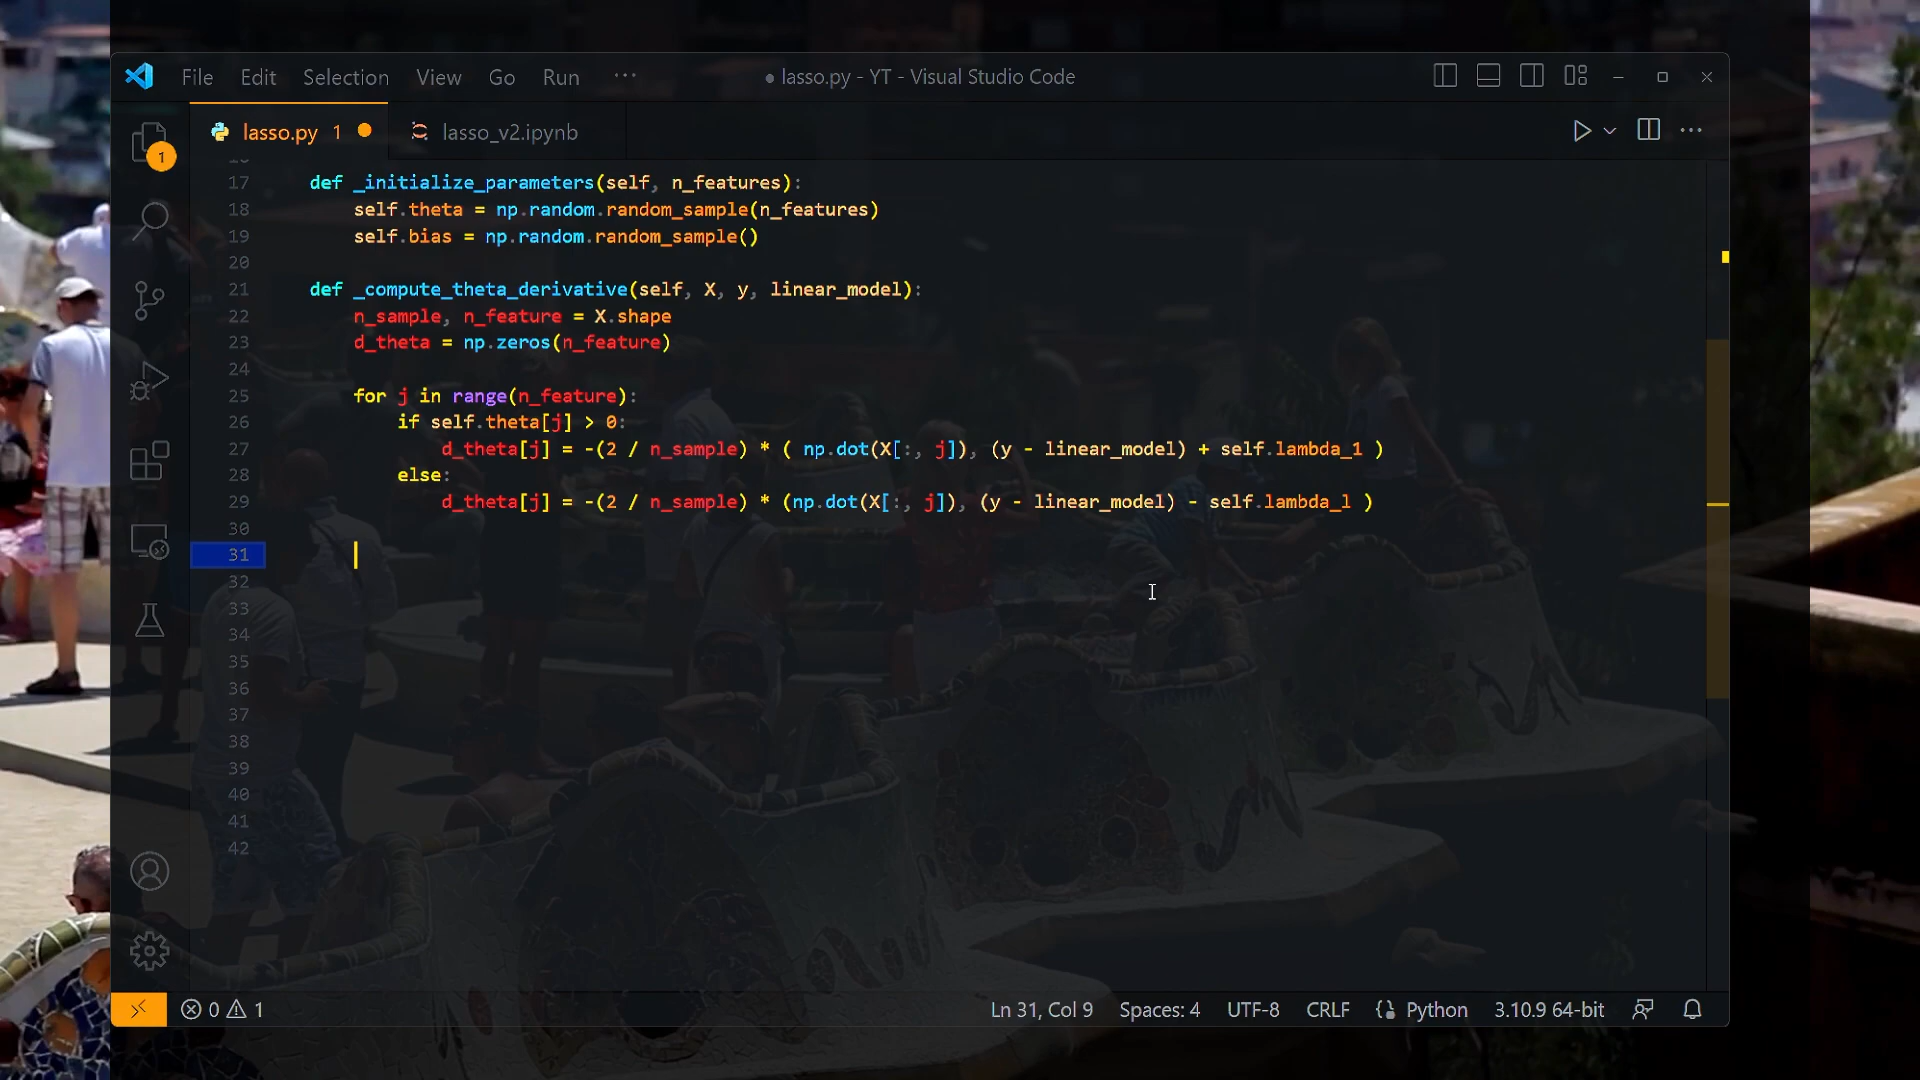 File Edit Selection View Go Run ··· ● lasso.py - YT - Visual Studio Code
lasso.py 1 lasso_v2.ipynb
1
17 def _initialize_parameters(self, n_features):
18 self.theta = np.random.random_sample(n_features)
19 self.bias = np.random.random_sample()
20
21 def _compute_theta_derivative(self, X, y, linear_model):
22 n_sample, n_feature = X.shape
23 d_theta = np.zeros(n_feature)
24
25 for j in range(n_feature):
26 if self.theta[j] > 0:
27 d_theta[j] = -(2 / n_sample) * ( np.dot(X[:, j]), (y - linear_model) + self.lambda_1 )
28 else:
29 d_theta[j] = -(2 / n_sample) * (np.dot(X[:, j]), (y - linear_model) - self.lambda_l )
30
31
32
33
34
35
36
37
38
39
40
41
42
0 1 Ln 31, Col 9 Spaces: 4 UTF-8 CRLF Python 3.10.9 64-bit